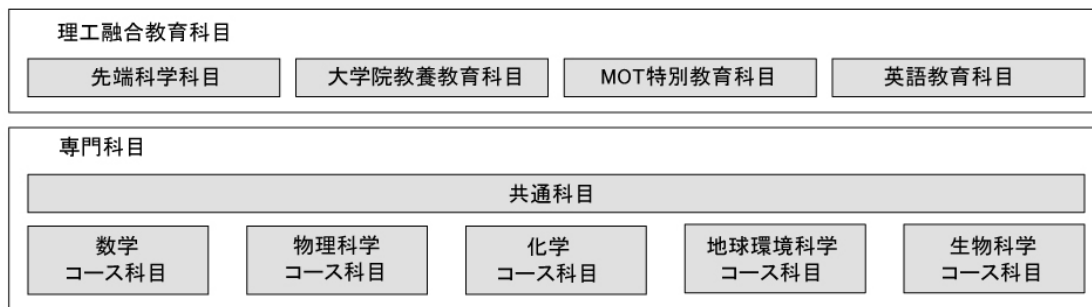 理工融合教育科目
先端科学科目
大学院教養教育科目
MOT特別教育科目
英語教育科目
専門科目
共通科目
数学
コース科目
物理科学
コース科目
化学
コース科目
地球環境科学
コース科目
生物科学
コース科目